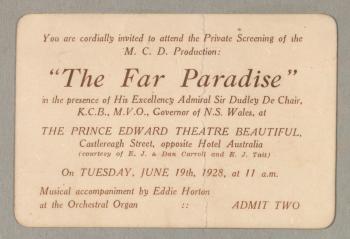 You are cordially invited to attend the Private Screening of the
M. C. D. Production:
"The Far Paradise"
in the presence of His Excellency Admiral Sir Dudley De Chair,
K.C.B., M.V.O., Governor of N.S. Wales, at
THE PRINCE EDWARD THEATRE BEAUTIFUL,
Castlereagh Street, opposite Hotel Australia
(courtesy of E. J. & Dan Carroll and E. J. Tait)
On TUESDAY, JUNE 19th, 1928, at 11 a.m.
Musical accompaniment by Eddie Horton
at the Orchestral Organ :: ADMIT TWO